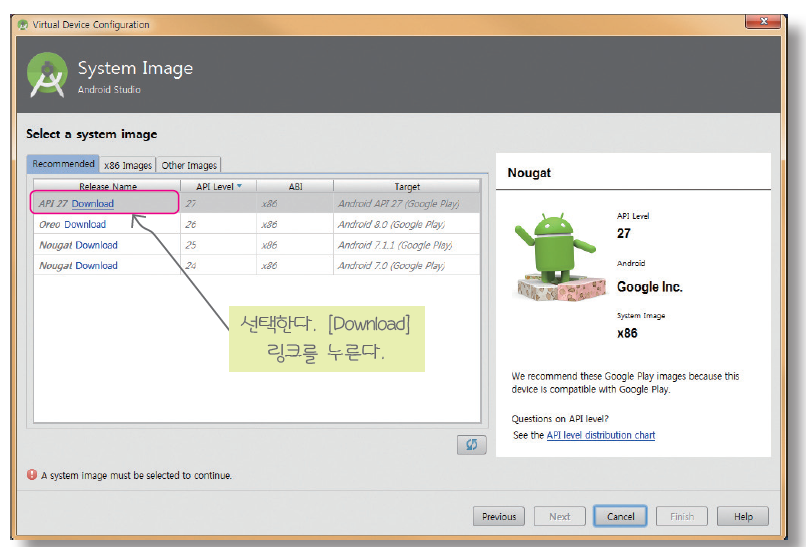 Virtual Device Configuration
System Image
Android Studio
Select a system image
Recommended x86 Images Other Images
Release Name API Level ABI Target
API 27 Download 27 x86 Android API 27 (Google Play)
Oreo Download 26 x86 Android 8.0 (Google Play)
Nougat Download 25 x86 Android 7.1.1 (Google Play)
Nougat Download 24 x86 Android 7.0 (Google Play)
선택한다. [Download]
링크를 누른다.
Nougat
API Level
27
Android
Google Inc.
System Image
x86
We recommend these Google Play images because this
device is compatible with Google Play.
Questions on API level?
See the API level distribution chart
A system image must be selected to continue.
Previous Next Cancel Finish Help